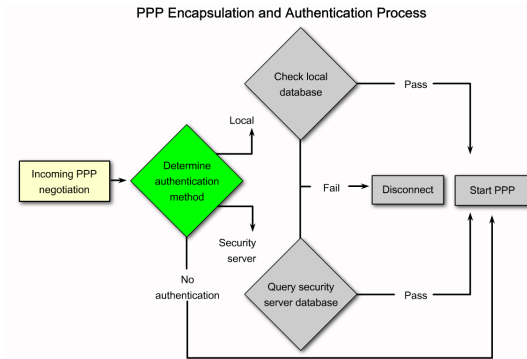 PPP Encapsulation and Authentication Process
Check local
database
Pass
Local
Incoming PPP
negotiation
Determine
authentication
method
Fail
Disconnect
Start PPP
Security
server
No
authentication
Query security
server database
Pass